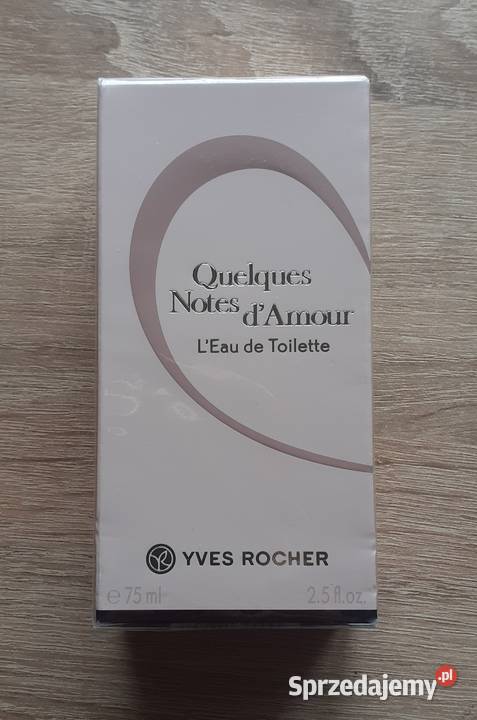 Quelques
Notes d'Amour
L'Eau de Toilette
YVES ROCHER
e 75 ml 2.5 fl.oz.
Sprzedajemy.pl